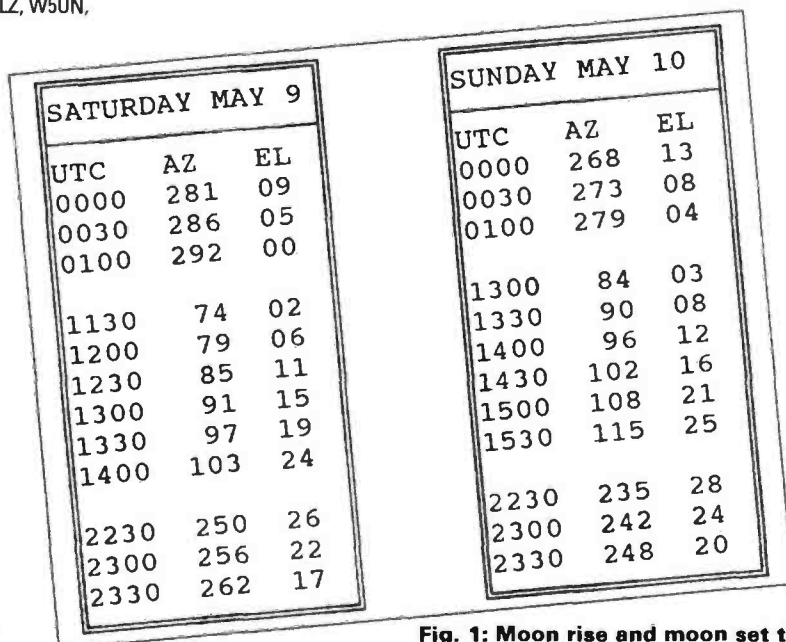 LZ, W5UN,
SATURDAY MAY 9
UTC AZ EL
0000 281 09
0030 286 05
0100 292 00
1130 74 02
1200 79 06
1230 85 11
1300 91 15
1330 97 19
1400 103 24
2230 250 26
2300 256 22
2330 262 17
SUNDAY MAY 10
UTC AZ EL
0000 268 13
0030 273 08
0100 279 04
1300 84 03
1330 90 08
1400 96 12
1430 102 16
1500 108 21
1530 115 25
2230 235 28
2300 242 24
2330 248 20
Fig. 1: Moon rise and moon set t